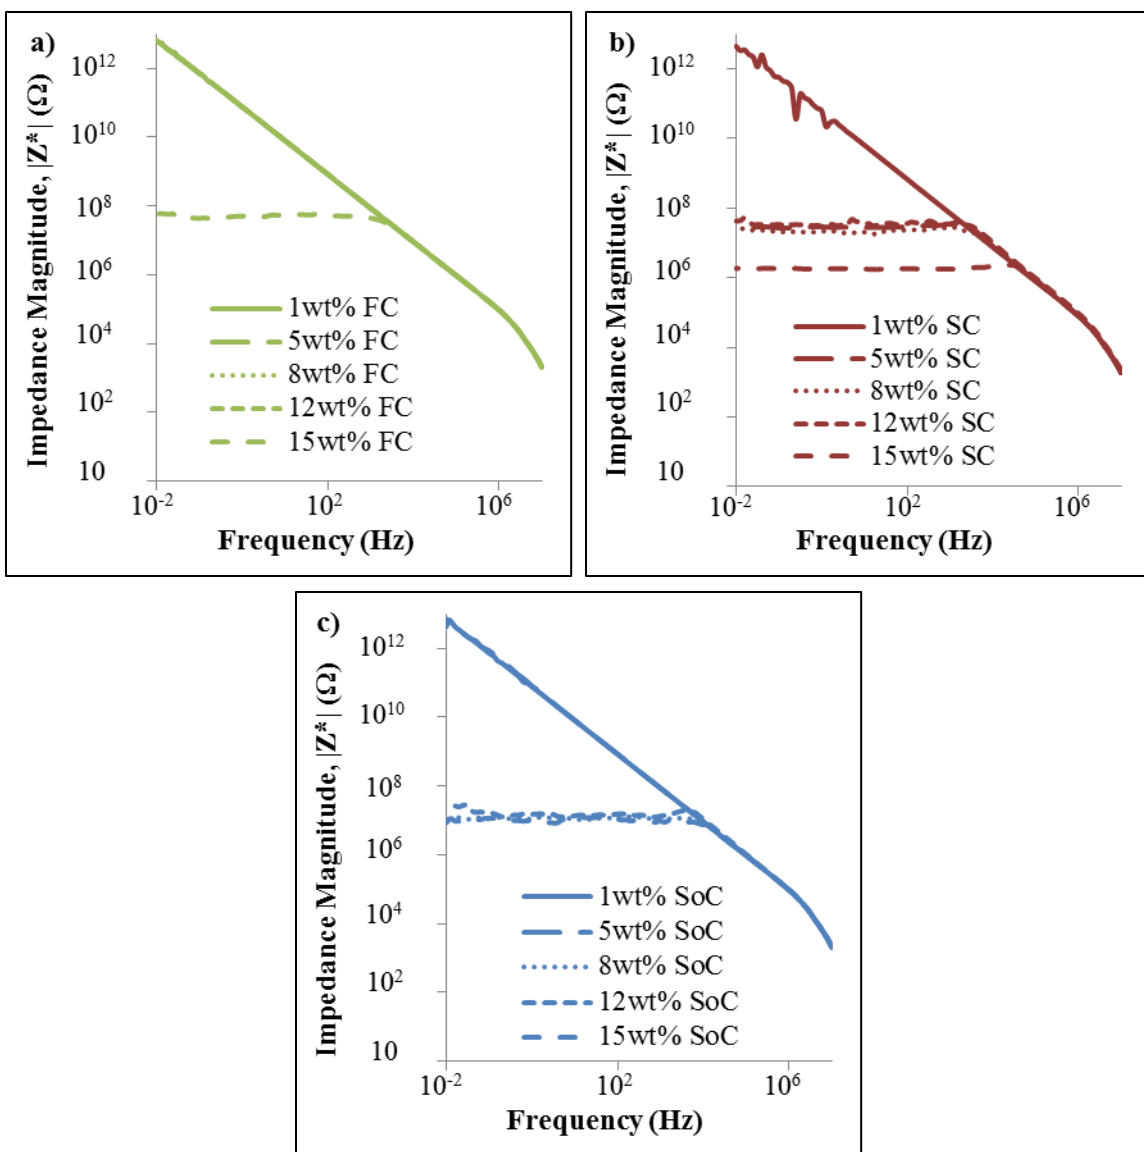 a)
Impedance Magnitude, |Z*| (Ω)
10¹²
10¹⁰
10⁸
10⁶
10⁴
10²
10
1wt% FC
5wt% FC
8wt% FC
12wt% FC
15wt% FC
10⁻² 10² 10⁶
Frequency (Hz)
b)
Impedance Magnitude, |Z*| (Ω)
10¹²
10¹⁰
10⁸
10⁶
10⁴
10²
10
1wt% SC
5wt% SC
8wt% SC
12wt% SC
15wt% SC
10⁻² 10² 10⁶
Frequency (Hz)
c)
Impedance Magnitude, |Z*| (Ω)
10¹²
10¹⁰
10⁸
10⁶
10⁴
10²
10
1wt% SoC
5wt% SoC
8wt% SoC
12wt% SoC
15wt% SoC
10⁻² 10² 10⁶
Frequency (Hz)